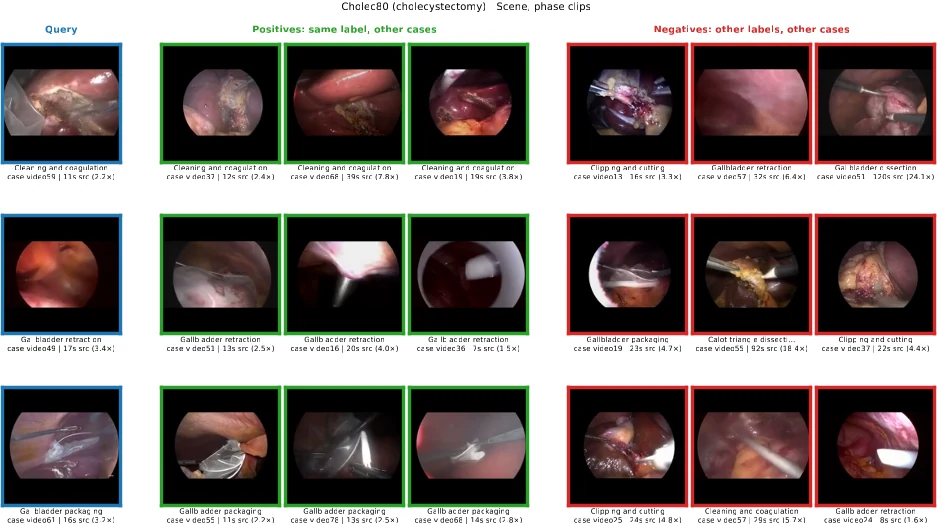 Cholec80 (cholecystectomy) Scene, phase clips
Query Positives: same label, other cases Negatives: other labels, other cases
Cleaning and coagulation Cleaning and coagulation Cleaning and coagulation Cleaning and coagulation Clipping and cutting Gallbladder retraction Gallbladder dissection
case video59 | 11s src (2.2×) case video37 | 12s src (2.4×) case video68 | 39s src (7.8×) case video19 | 19s src (3.8×) case video13 | 16s src (3.3×) case video57 | 32s src (6.4×) case video51 | 120s src (24.1×)
Gallbladder retraction Gallbladder retraction Gallbladder retraction Gallbladder retraction Gallbladder packaging Calot triangle dissecti... Clipping and cutting
case video49 | 17s src (3.4×) case video51 | 13s src (2.5×) case video16 | 20s src (4.0×) case video36 | 7s src (1.5×) case video19 | 23s src (4.7×) case video55 | 92s src (18.4×) case video37 | 22s src (4.4×)
Gallbladder packaging Gallbladder packaging Gallbladder packaging Gallbladder packaging Clipping and cutting Cleaning and coagulation Gallbladder retraction
case video61 | 16s src (3.2×) case video55 | 11s src (2.2×) case video78 | 13s src (2.5×) case video68 | 14s src (2.8×) case video25 | 24s src (4.8×) case video57 | 28s src (5.7×) case video24 | 8s src (1.6×)